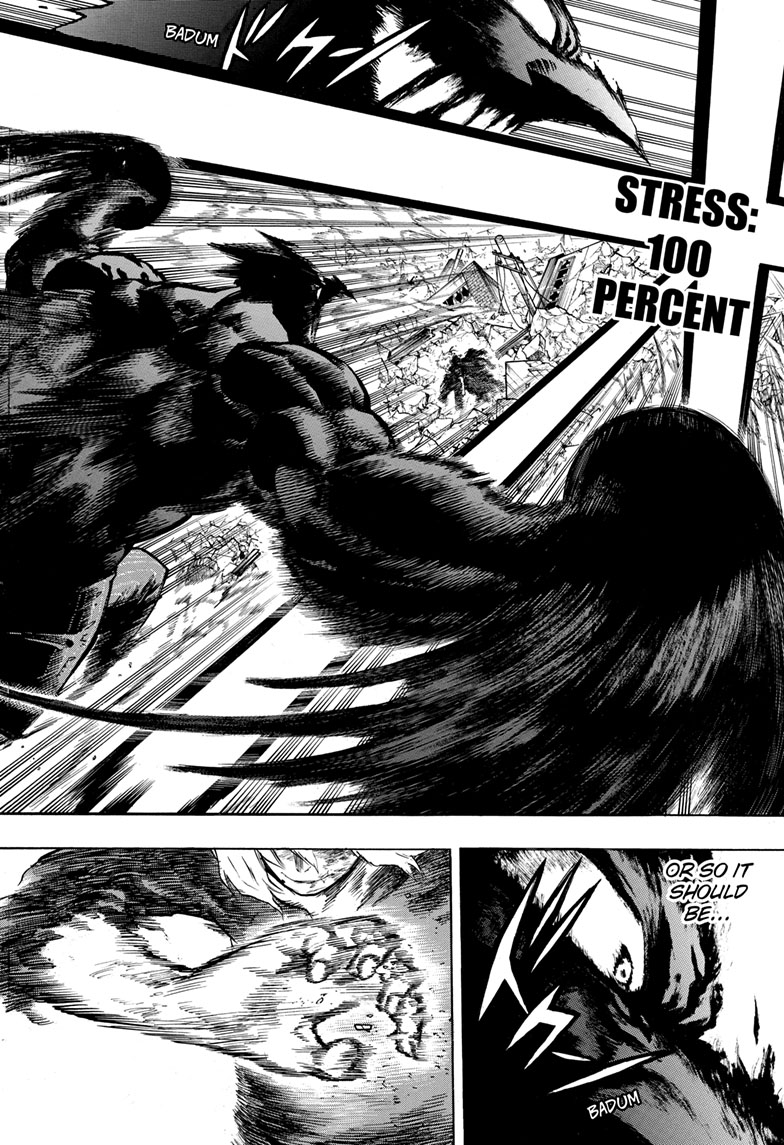 BADUM
ドクン
STRESS:
100
PERCENT
OR SO IT
SHOULD
BE...
ドクン
BADUM